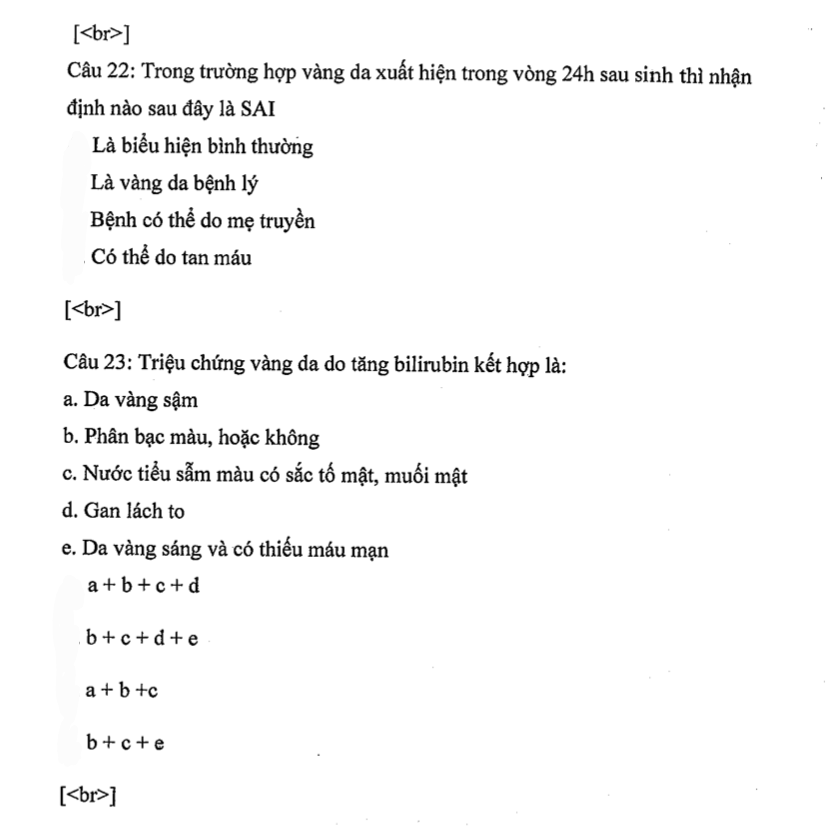 [<br>]
Câu 22: Trong trường hợp vàng da xuất hiện trong vòng 24h sau sinh thì nhận
định nào sau đây là SAI
Là biểu hiện bình thường
Là vàng da bệnh lý
Bệnh có thể do mẹ truyền
Có thể do tan máu
[<br>]
Câu 23: Triệu chứng vàng da do tăng bilirubin kết hợp là:
a. Da vàng sậm
b. Phân bạc màu, hoặc không
c. Nước tiểu sẫm màu có sắc tố mật, muối mật
d. Gan lách to
e. Da vàng sáng và có thiếu máu mạn
a + b + c + d
b + c + d + e
a + b +c
b + c + e
[<br>]